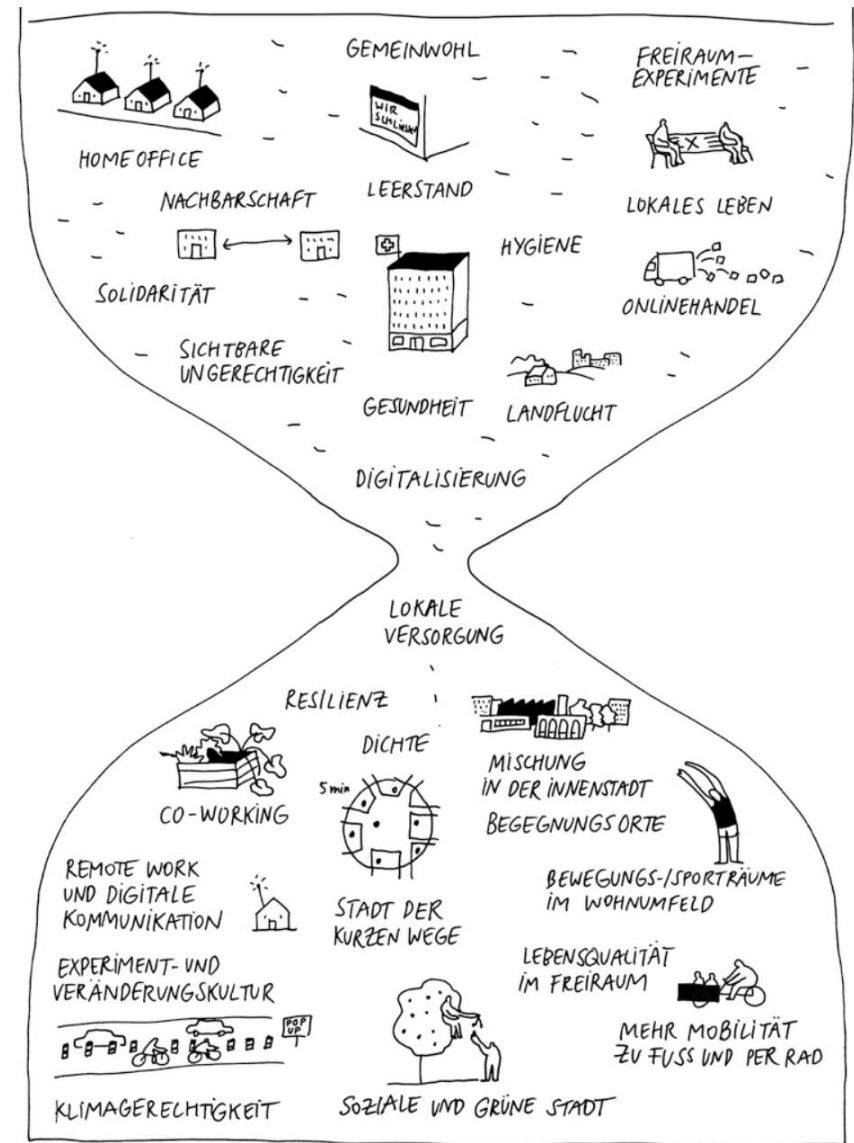 GEMEINWOHL
FREIRAUM-
EXPERIMENTE
WIR
SCHLIESSEN
HOMEOFFICE
NACHBARSCHAFT
LEERSTAND
LOKALES LEBEN
HYGIENE
SOLIDARITÄT
ONLINEHANDEL
SICHTBARE
UNGERECHTIGKEIT
GESUNDHEIT
LANDFLUCHT
DIGITALISIERUNG
LOKALE
VERSORGUNG
RESILIENZ
DICHTE
MISCHUNG
IN DER INNENSTADT
5 min
CO-WORKING
BEGEGNUNGSORTE
REMOTE WORK
UND DIGITALE
KOMMUNIKATION
BEWEGUNGS-/SPORTRÄUME
IM WOHNUMFELD
STADT DER
KURZEN WEGE
EXPERIMENT- UND
VERÄNDERUNGSKULTUR
LEBENSQUALITÄT
IM FREIRAUM
POP
UP
MEHR MOBILITÄT
ZU FUSS UND PER RAD
KLIMAGERECHTIGKEIT
SOZIALE UND GRÜNE STADT